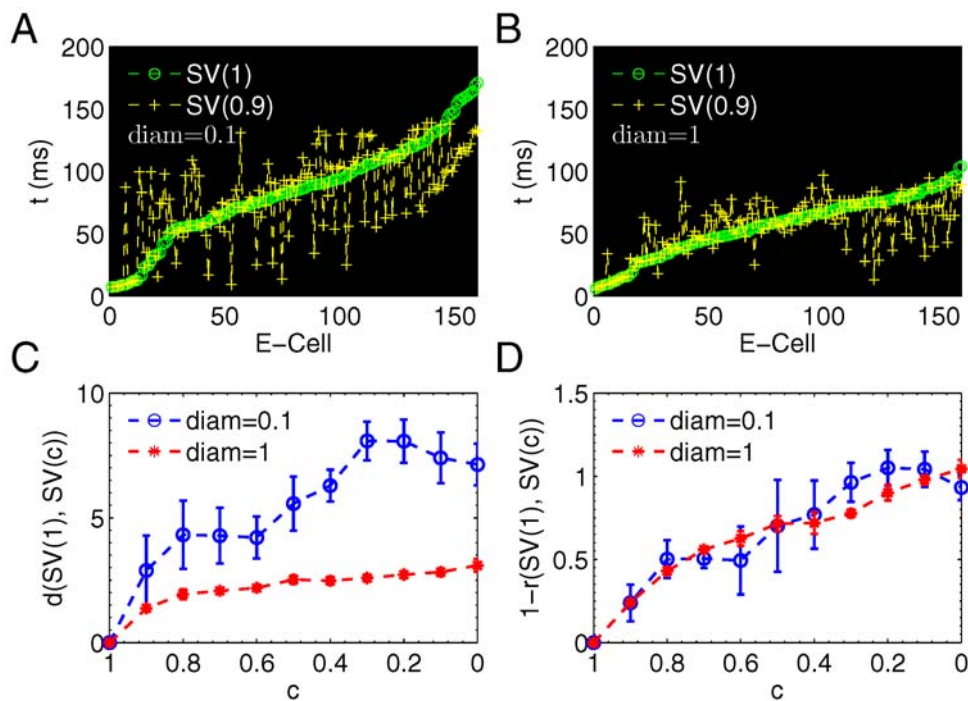 A
200
150
t (ms)
100
50
0
SV(1)
SV(0.9)
diam=0.1
0 50 100 150
E-Cell
B
200
150
t (ms)
100
50
0
SV(1)
SV(0.9)
diam=1
0 50 100 150
E-Cell
C
10
5
0
d(SV(1), SV(c))
diam=0.1
diam=1
1 0.8 0.6 0.4 0.2 0
c
D
1.5
1
0.5
0
1-r(SV(1), SV(c))
diam=0.1
diam=1
1 0.8 0.6 0.4 0.2 0
c